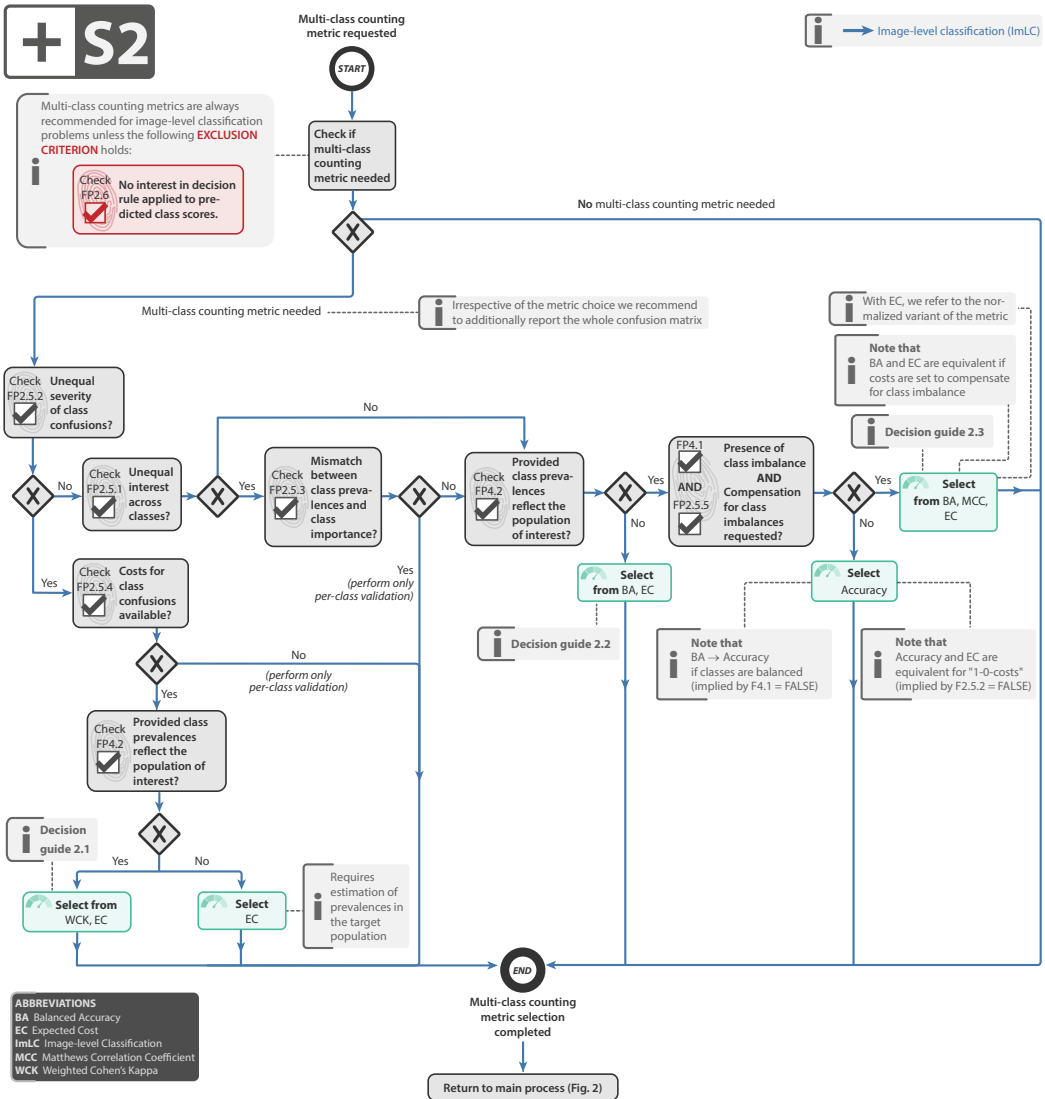 + S2
Multi-class counting
metric requested
START
Image-level classification (ImLC)
Multi-class counting metrics are always
recommended for image-level classification
problems unless the following EXCLUSION
CRITERION holds:
Check
FP2.6
No interest in decision
rule applied to pre-
dicted class scores.
Check if
multi-class
counting
metric needed
X
No multi-class counting metric needed
Multi-class counting metric needed
Irrespective of the metric choice we recommend
to additionally report the whole confusion matrix
With EC, we refer to the nor-
malized variant of the metric
Note that
BA and EC are equivalent if
costs are set to compensate
for class imbalance
Decision guide 2.3
Check
FP2.5.2
Unequal
severity
of class
confusions?
X
No
Check
FP2.5.1
Unequal
interest
across
classes?
X
No
Yes
Check
FP2.5.3
Mismatch
between
class preva-
lences and
class
importance?
X
No
Check
FP4.2
Provided
class preva-
lences
reflect the
population
of interest?
X
Yes
No
FP4.1
AND
FP2.5.5
Presence of
class imbalance
AND
Compensation
for class
imbalances
requested?
X
Yes
No
Select
from BA, MCC,
EC
Yes
Check
FP2.5.4
Costs for
class
confusions
available?
Yes
(perform only
per-class validation)
Select
from BA, EC
Select
Accuracy
Decision guide 2.2
Note that
BA → Accuracy
if classes are balanced
(implied by F4.1 = FALSE)
Note that
Accuracy and EC are
equivalent for "1-0-costs"
(implied by F2.5.2 = FALSE)
X
No
(perform only
per-class validation)
Yes
Check
FP4.2
Provided class
prevalences
reflect the
population of
interest?
X
Decision
guide 2.1
Yes
No
Select from
WCK, EC
Select
EC
Requires
estimation of
prevalences in
the target
population
END
Multi-class counting
metric selection
completed
Return to main process (Fig. 2)
ABBREVIATIONS
BA Balanced Accuracy
EC Expected Cost
ImLC Image-level Classification
MCC Matthews Correlation Coefficient
WCK Weighted Cohen's Kappa